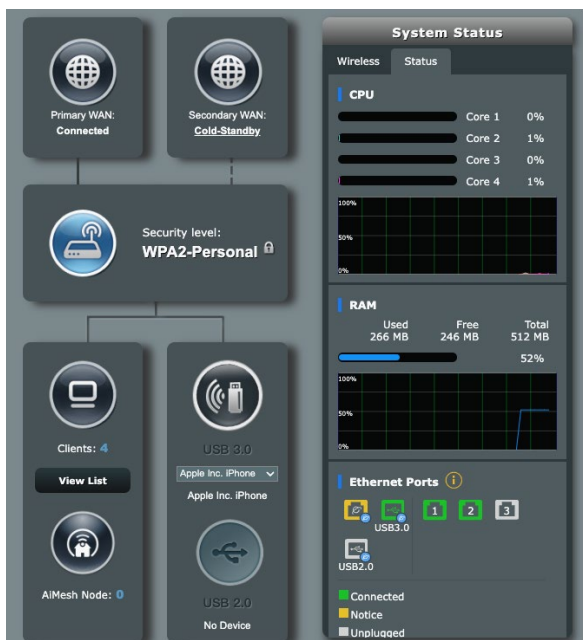 Primary WAN:
Connected
Secondary WAN:
Cold-Standby
Security level:
WPA2-Personal
Clients: 4
View List
AiMesh Node: 0
USB 3.0
Apple Inc. iPhone
Apple Inc. iPhone
USB 2.0
No Device
System Status
Wireless Status
CPU
Core 1 0%
Core 2 1%
Core 3 0%
Core 4 1%
100%
50%
0%
RAM
Used Free Total
266 MB 246 MB 512 MB
52%
100%
50%
0%
Ethernet Ports i
1 2 3
USB3.0
USB2.0
Connected
Notice
Unplugged